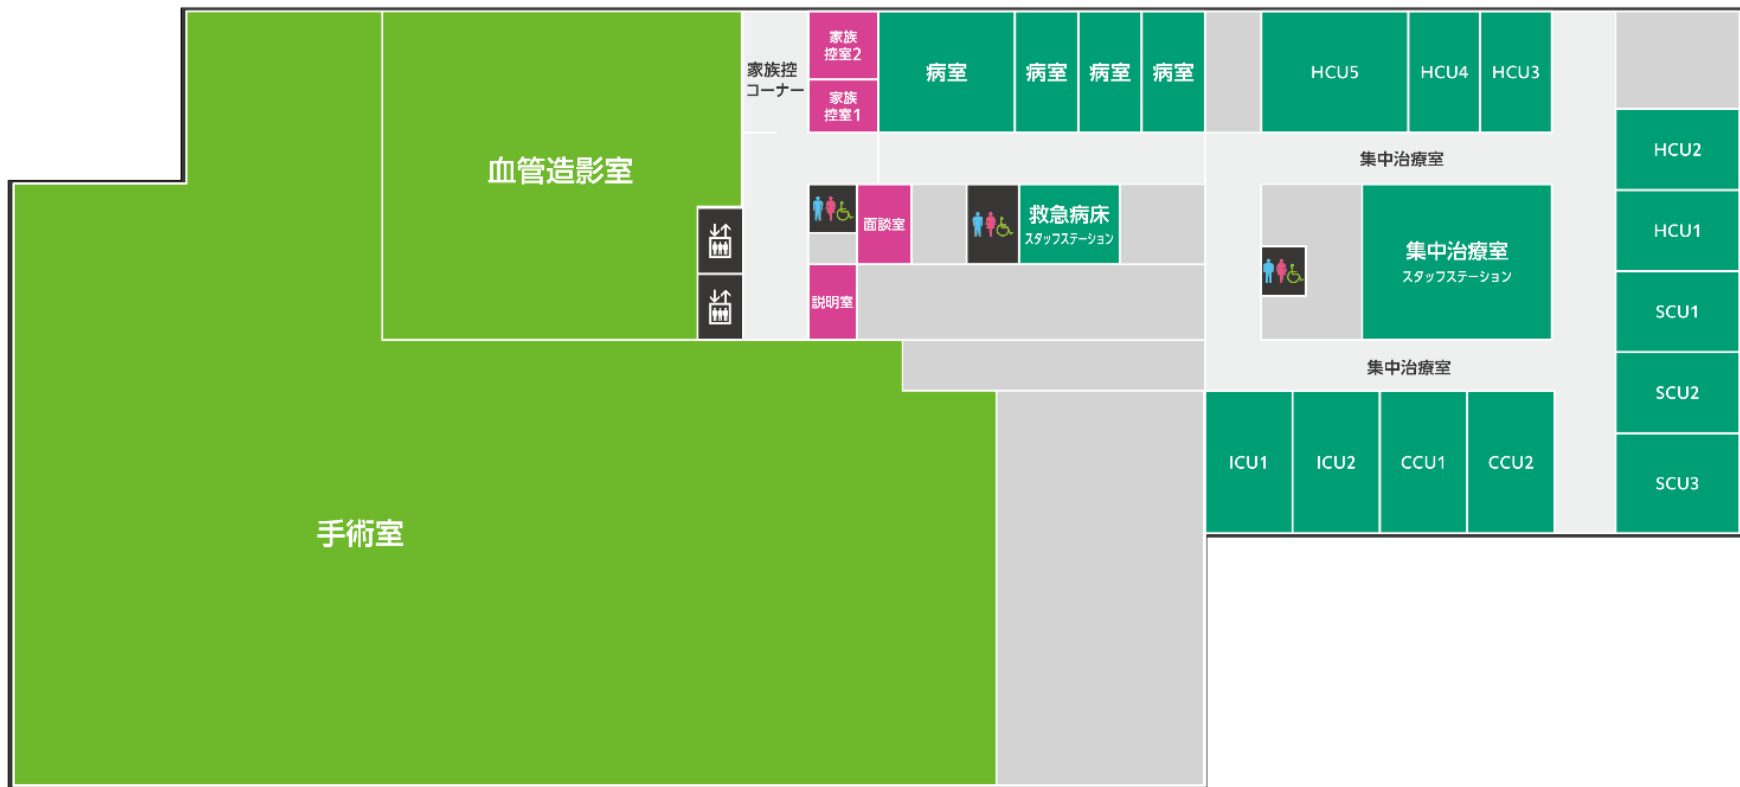 家族控
コーナー
家族
控室2
家族
控室1
病室
病室
病室
病室
HCU5
HCU4
HCU3
血管造影室
集中治療室
HCU2
面談室
救急病床
スタッフステーション
HCU1
集中治療室
スタッフステーション
説明室
SCU1
集中治療室
SCU2
ICU1
ICU2
CCU1
CCU2
SCU3
手術室